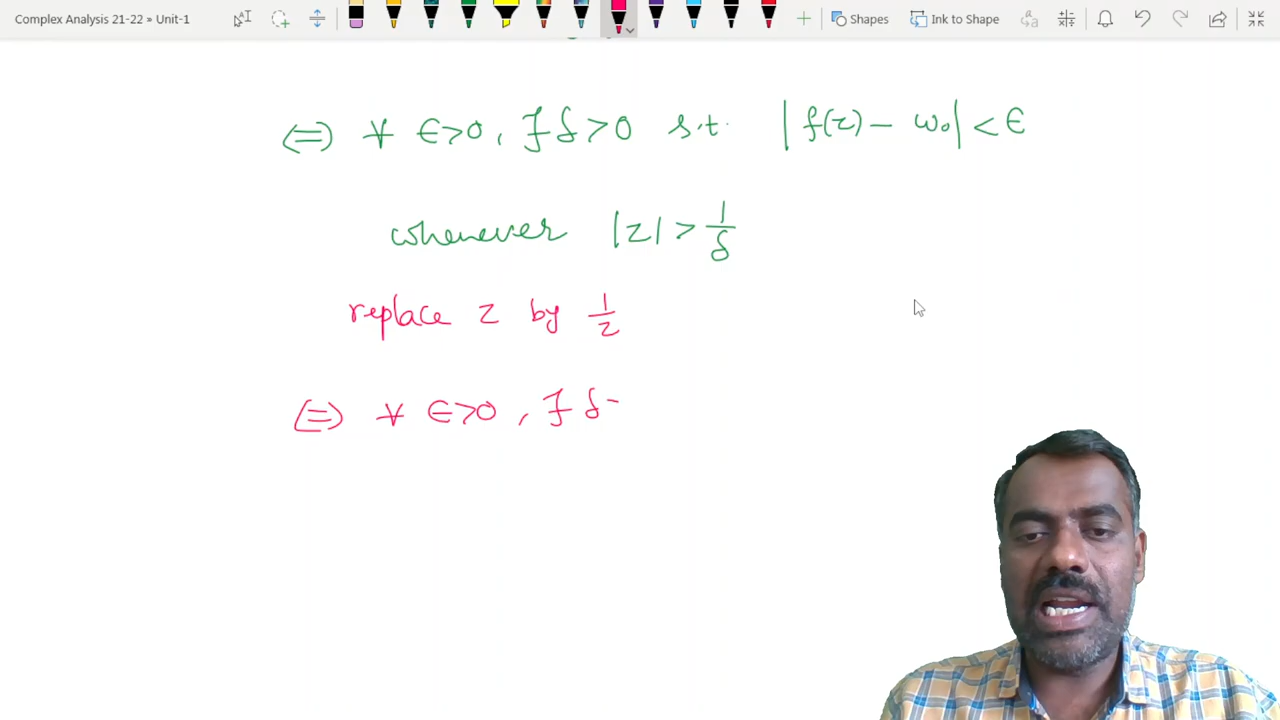 Complex Analysis 21-22 » Unit-1
Shapes
Ink to Shape
⇔ ∀ ϵ>0, ∃ δ>0 s.t. |f(z) - w₀| < ϵ
whenever |z| > 1/δ
replace z by 1/z
⇔ ∀ ϵ>0, ∃ δ-